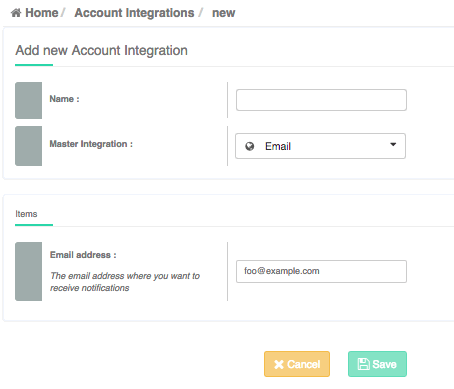 Home / Account Integrations / new
Add new Account Integration
Name :
Master Integration :
Email
Items
Email address :
The email address where you want to
receive notifications
foo@example.com
Cancel
Save